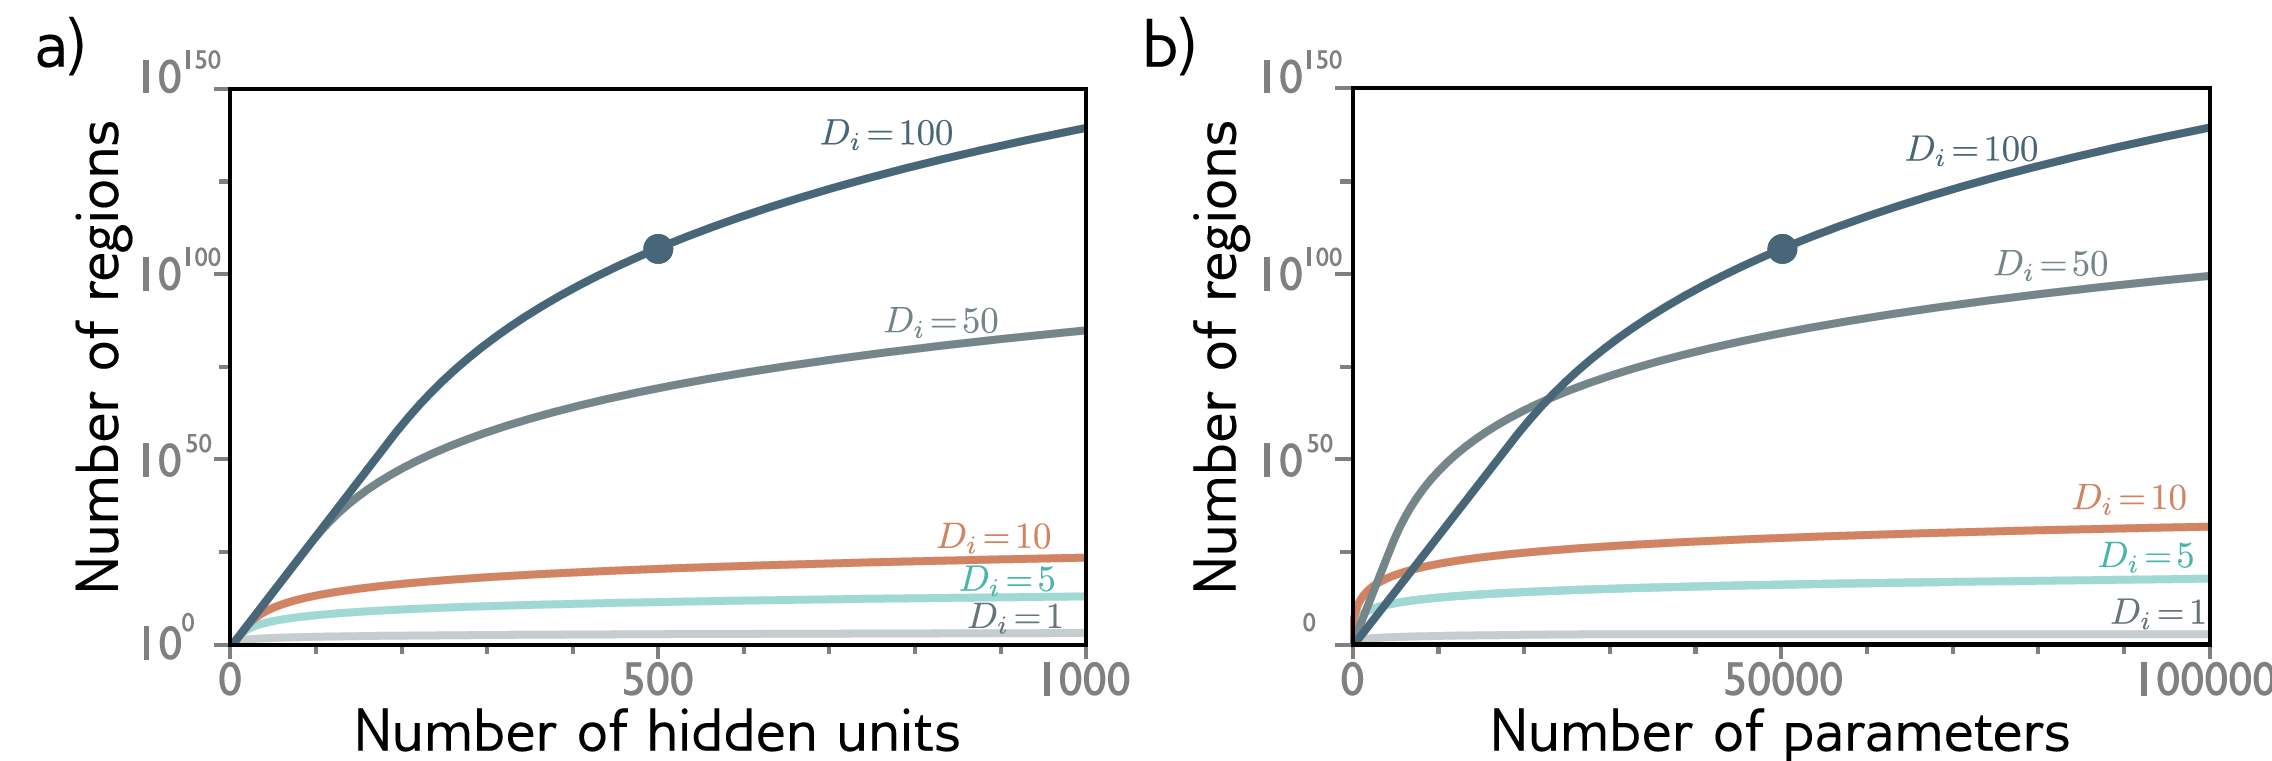 a)
Number of regions
10^150
10^100
10^50
10^0
D_i = 100
D_i = 50
D_i = 10
D_i = 5
D_i = 1
0 500 1000
Number of hidden units
b)
Number of regions
10^150
10^100
10^50
0
D_i = 100
D_i = 50
D_i = 10
D_i = 5
D_i = 1
0 50000 100000
Number of parameters